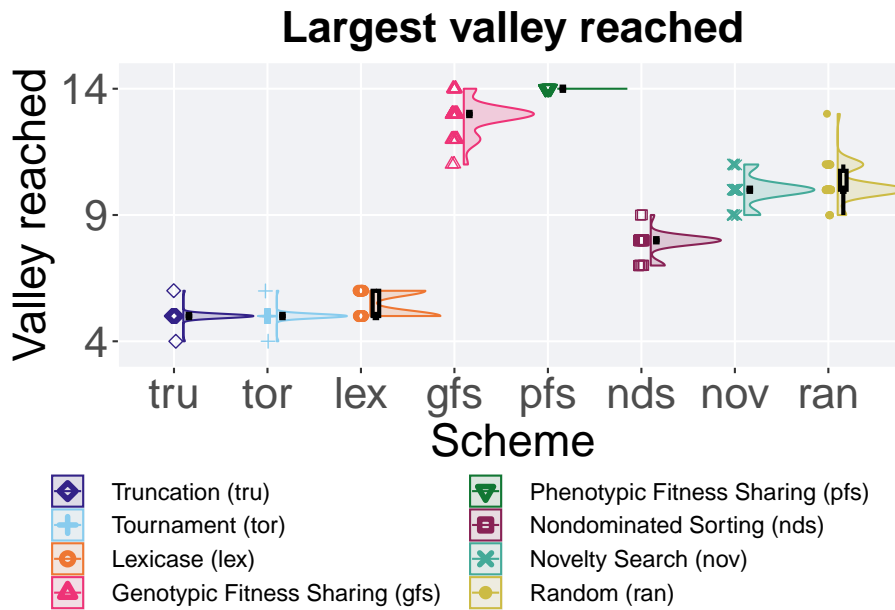 Largest valley reached
Valley reached
14
9
4
tru tor lex gfs pfs nds nov ran
Scheme
Truncation (tru)
Tournament (tor)
Lexicase (lex)
Genotypic Fitness Sharing (gfs)
Phenotypic Fitness Sharing (pfs)
Nondominated Sorting (nds)
Novelty Search (nov)
Random (ran)